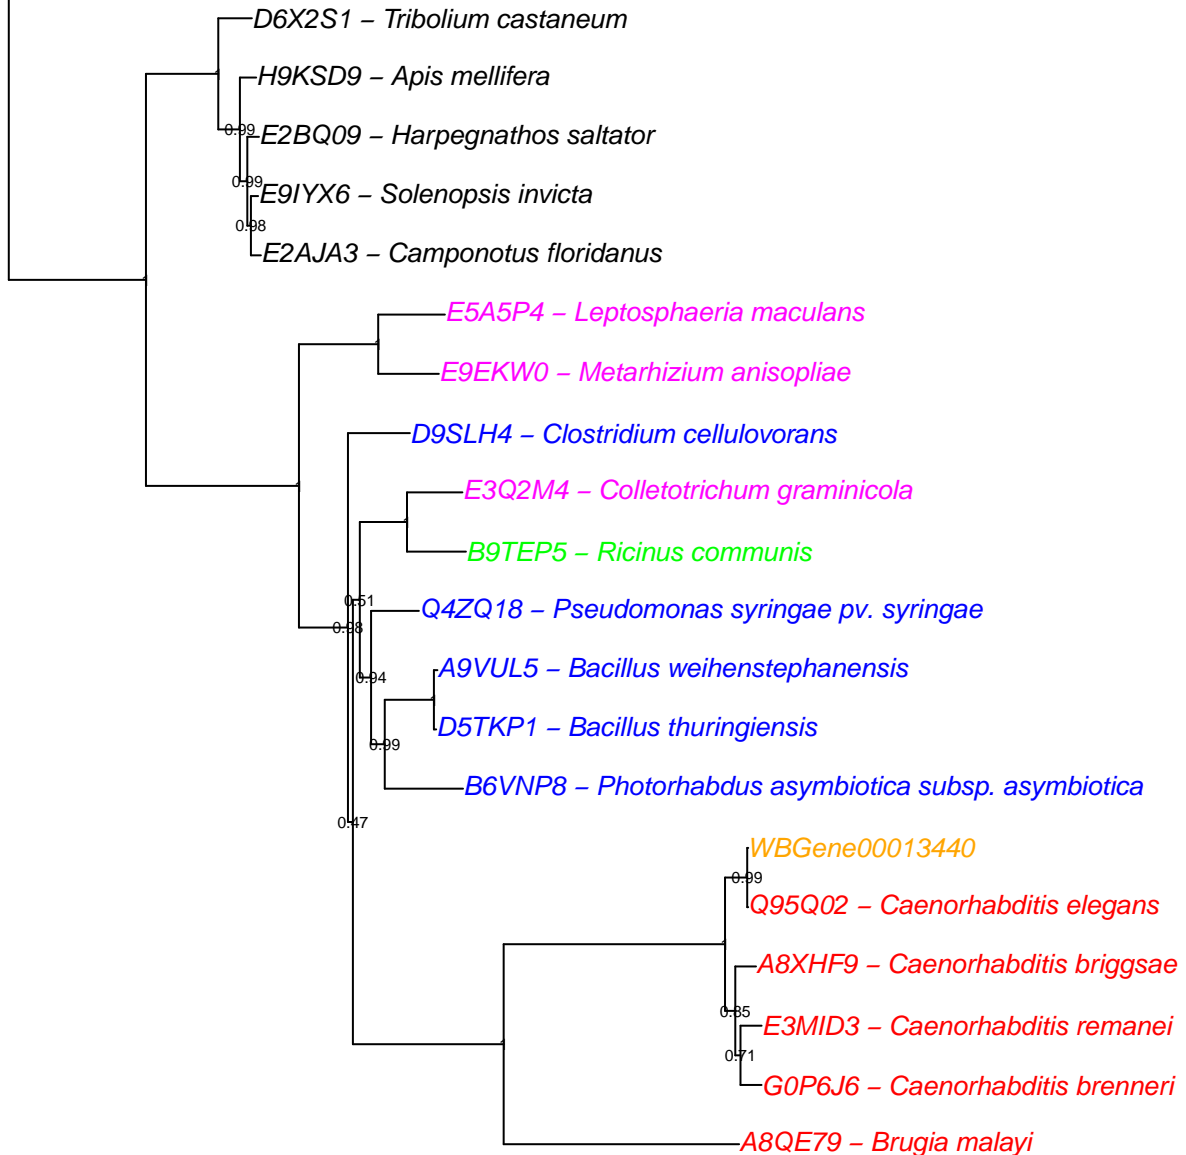 D6X2S1 – Tribolium castaneum
H9KSD9 – Apis mellifera
0.99
E2BQ09 – Harpegnathos saltator
0.99
E9IYX6 – Solenopsis invicta
0.98
E2AJA3 – Camponotus floridanus
E5A5P4 – Leptosphaeria maculans
E9EKW0 – Metarhizium anisopliae
D9SLH4 – Clostridium cellulovorans
E3Q2M4 – Colletotrichum graminicola
B9TEP5 – Ricinus communis
0.51
Q4ZQ18 – Pseudomonas syringae pv. syringae
0.98
A9VUL5 – Bacillus weihenstephanensis
0.94
D5TKP1 – Bacillus thuringiensis
0.99
B6VNP8 – Photorhabdus asymbiotica subsp. asymbiotica
0.47
WBGene00013440
0.99
Q95Q02 – Caenorhabditis elegans
A8XHF9 – Caenorhabditis briggsae
0.85
E3MID3 – Caenorhabditis remanei
0.71
G0P6J6 – Caenorhabditis brenneri
A8QE79 – Brugia malayi